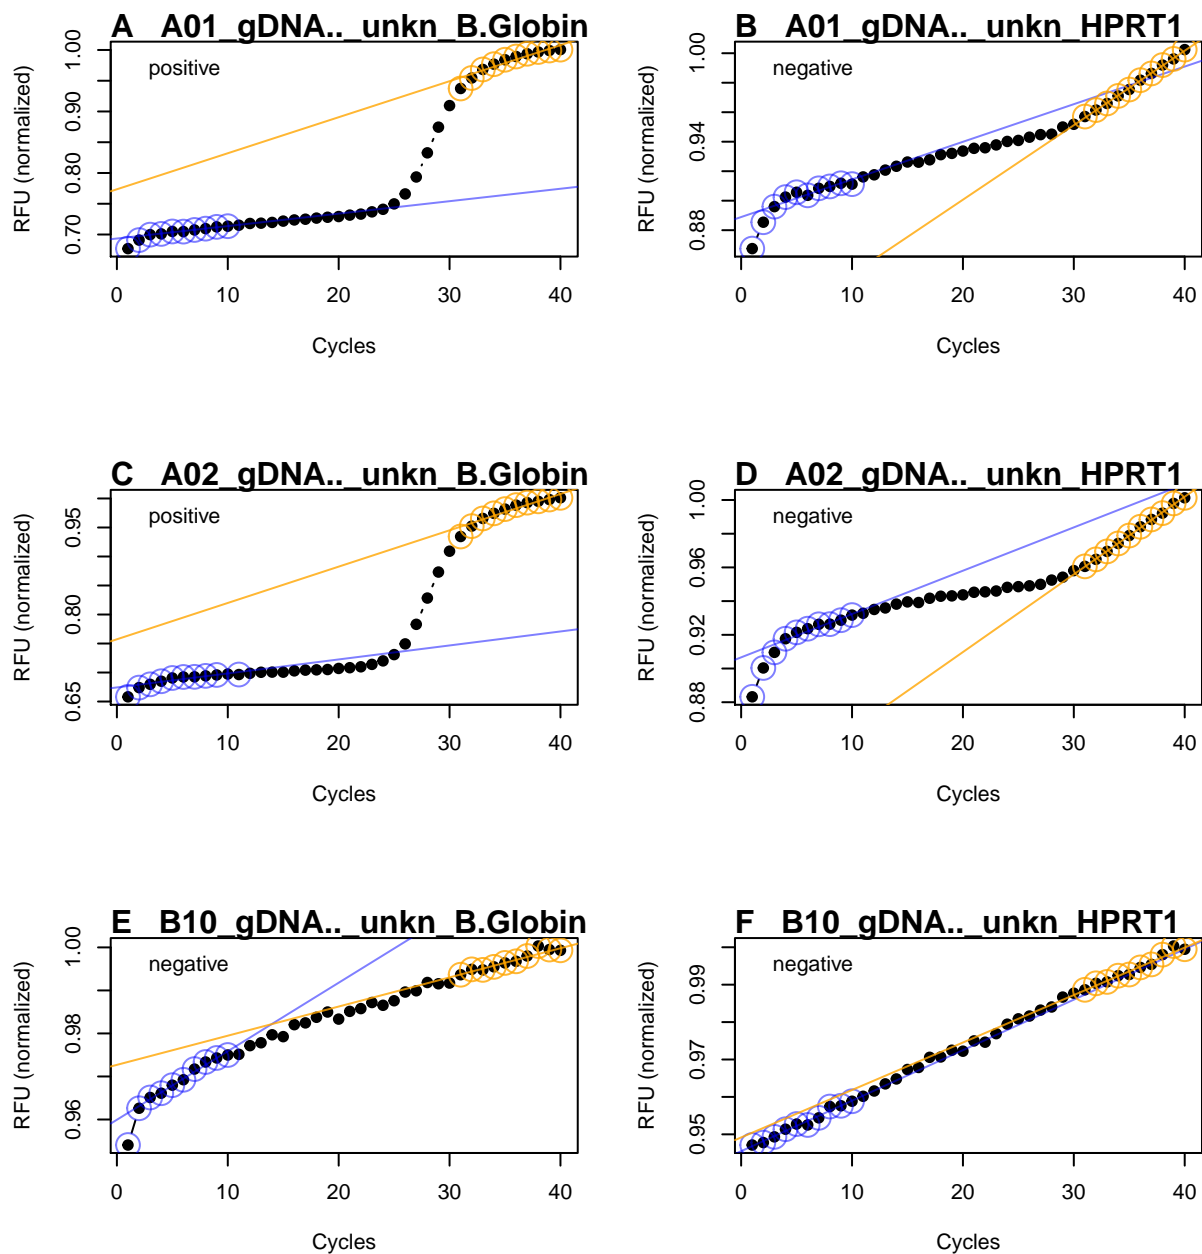 A A01_gDNA.._unkn_B.Globin
positive
RFU (normalized)
1.00
0.90
0.80
0.70
0 10 20 30 40
Cycles
B A01_gDNA.._unkn_HPRT1
negative
RFU (normalized)
1.00
0.94
0.88
0 10 20 30 40
Cycles
C A02_gDNA.._unkn_B.Globin
positive
RFU (normalized)
0.95
0.80
0.65
0 10 20 30 40
Cycles
D A02_gDNA.._unkn_HPRT1
negative
RFU (normalized)
1.00
0.96
0.92
0.88
0 10 20 30 40
Cycles
E B10_gDNA.._unkn_B.Globin
negative
RFU (normalized)
1.00
0.98
0.96
0 10 20 30 40
Cycles
F B10_gDNA.._unkn_HPRT1
negative
RFU (normalized)
0.99
0.97
0.95
0 10 20 30 40
Cycles